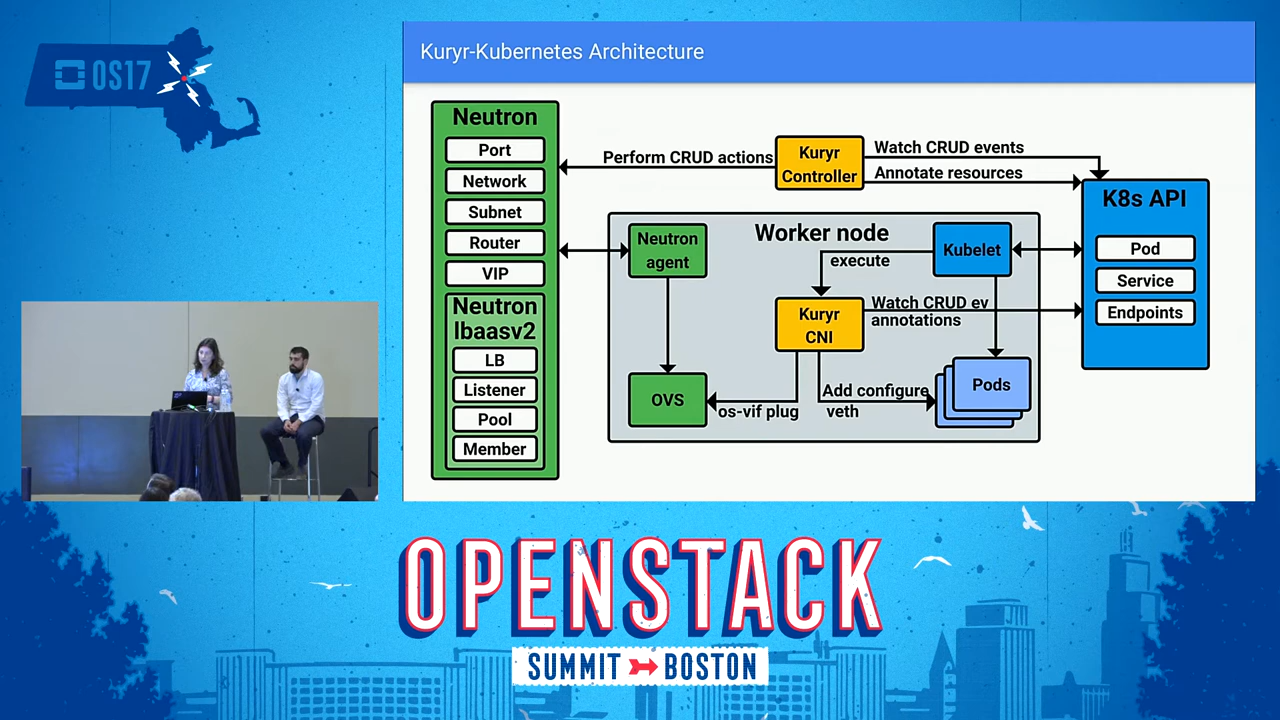 OS17
Kuryr-Kubernetes Architecture
Neutron
Port
Network
Subnet
Router
VIP
Neutron
lbaasv2
LB
Listener
Pool
Member
Perform CRUD actions
Kuryr
Controller
Watch CRUD events
Annotate resources
K8s API
Pod
Service
Endpoints
Worker node
Neutron
agent
Kubelet
execute
Kuryr
CNI
Watch CRUD ev
annotations
OVS
os-vif plug
Add configure
veth
Pods
OPENSTACK
SUMMIT BOSTON